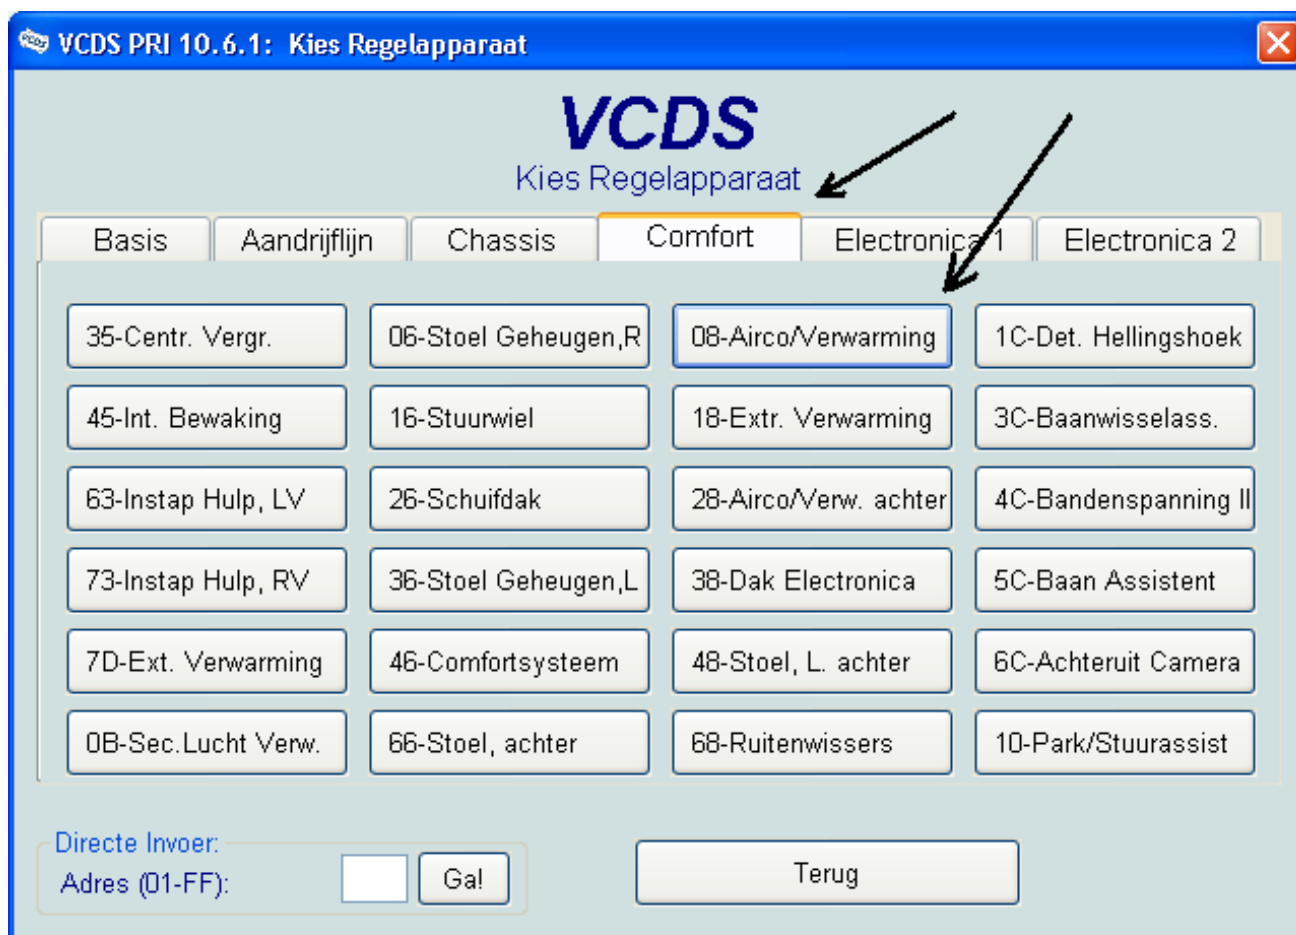 VCDS PRI 10.6.1: Kies Regelapparaat
VCDS
Kies Regelapparaat
Basis Aandrijflijn Chassis Comfort Electronica 1 Electronica 2
35-Centr. Vergr. 06-Stoel Geheugen,R 08-Airco/Verwarming 1C-Det. Hellingshoek
45-Int. Bewaking 16-Stuurwiel 18-Extr. Verwarming 3C-Baanwisselass.
63-Instap Hulp, LV 26-Schuifdak 28-Airco/Verw. achter 4C-Bandenspanning II
73-Instap Hulp, RV 36-Stoel Geheugen,L 38-Dak Electronica 5C-Baan Assistent
7D-Ext. Verwarming 46-Comfortsysteem 48-Stoel, L. achter 6C-Achteruit Camera
0B-Sec.Lucht Verw. 66-Stoel, achter 68-Ruitenwissers 10-Park/Stuurassist
Directe Invoer:
Adres (01-FF): Ga! Terug